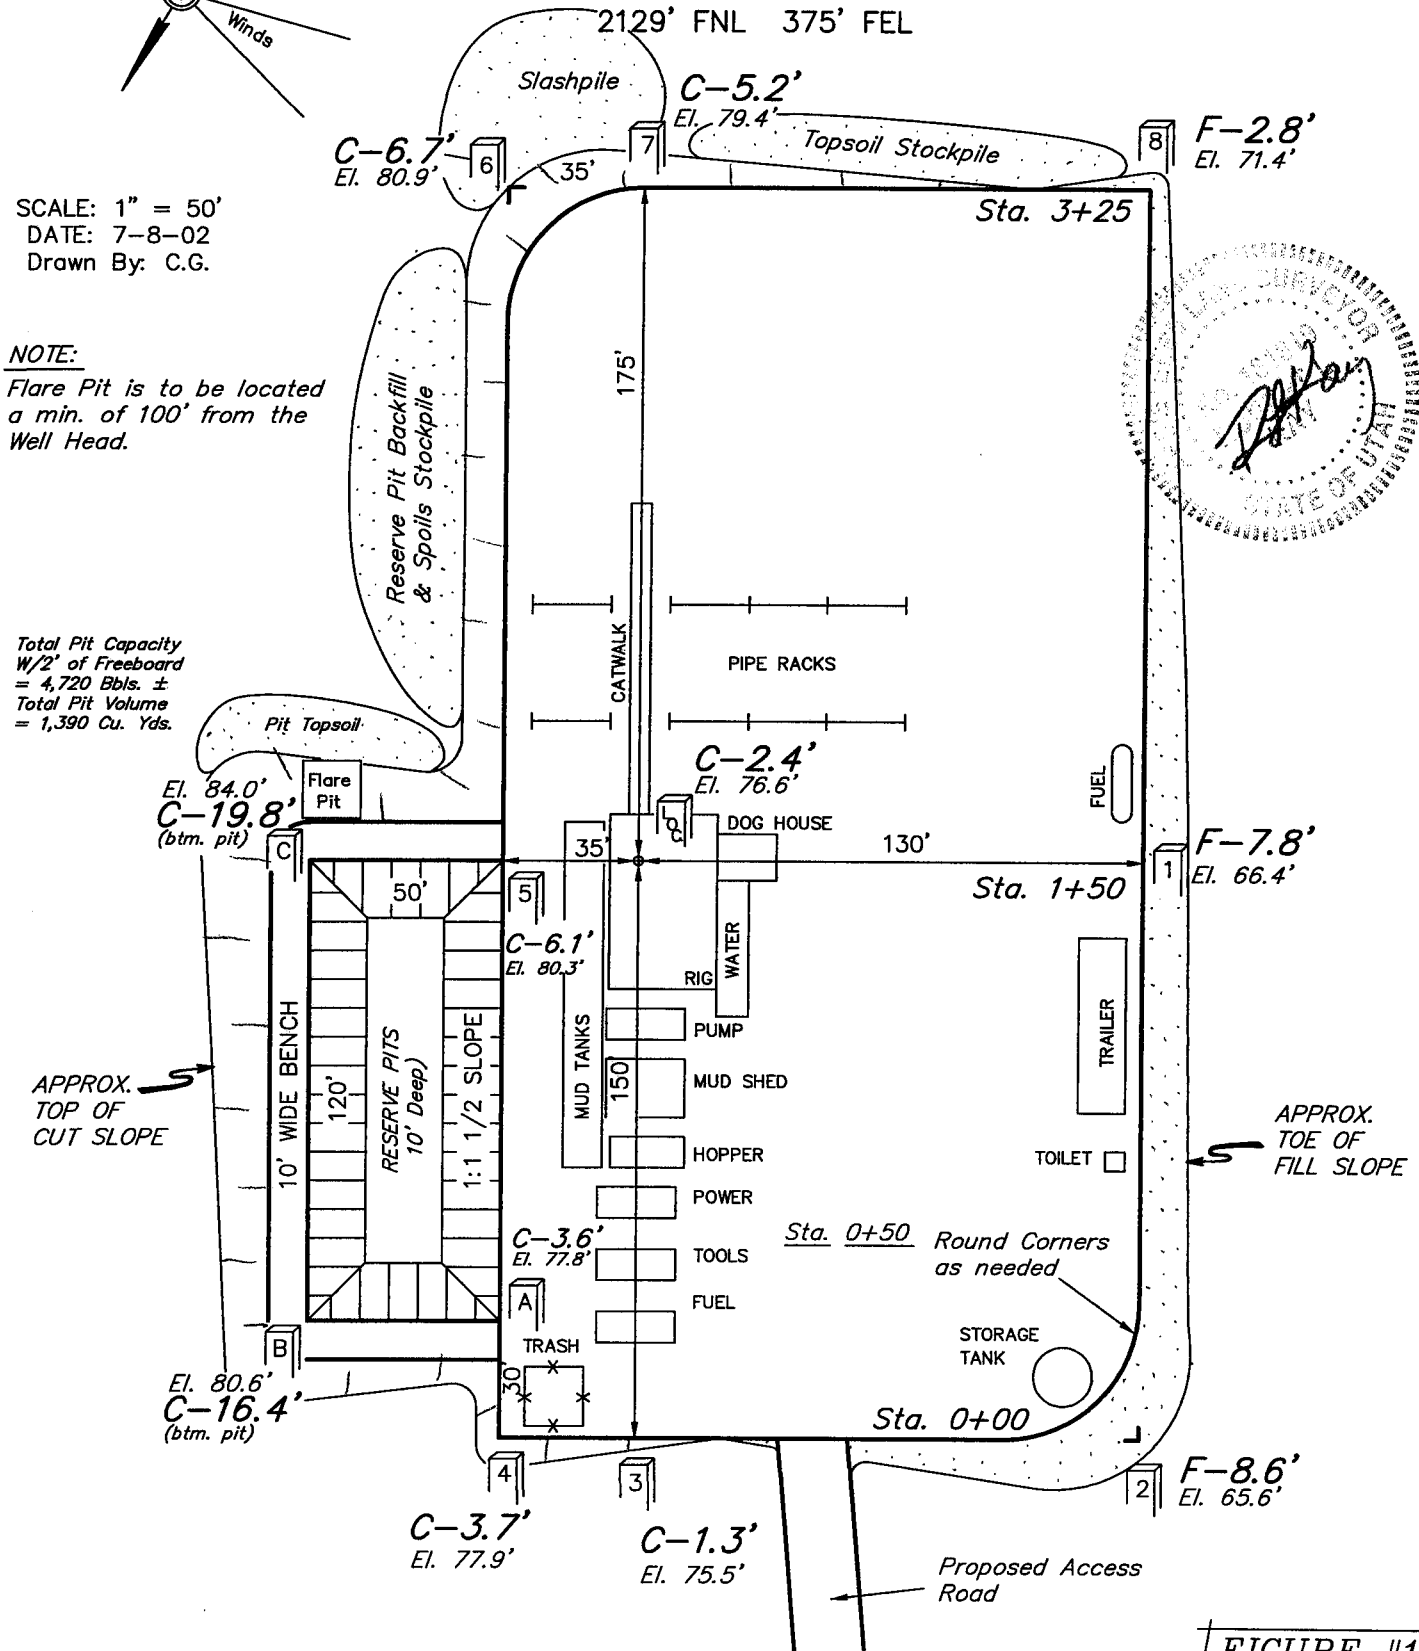 Winds
2129' FNL 375' FEL
Slashpile
C-5.2'
El. 79.4'
C-6.7'
El. 80.9'
6
7
8
F-2.8'
El. 71.4'
Topsoil Stockpile
35'
Sta. 3+25
SCALE: 1" = 50'
DATE: 7-8-02
Drawn By: C.G.
NOTE:
Flare Pit is to be located
a min. of 100' from the
Well Head.
LAND SURVEYOR
STATE OF UTAH
175'
Reserve Pit Backfill
& Spoils Stockpile
CATWALK
PIPE RACKS
Total Pit Capacity
W/2' of Freeboard
= 4,720 Bbls. ±
Total Pit Volume
= 1,390 Cu. Yds.
Pit Topsoil
Flare
Pit
El. 84.0'
C-19.8'
(btm. pit)
C
C-2.4'
El. 76.6'
LOC
DOG HOUSE
FUEL
35'
130'
F-7.8'
El. 66.4'
1
Sta. 1+50
50'
5
C-6.1'
El. 80.3'
RIG
WATER
10' WIDE BENCH
120'
RESERVE PITS
10' Deep)
1:1 1/2 SLOPE
MUD TANKS
150'
PUMP
MUD SHED
HOPPER
POWER
TOOLS
FUEL
TRAILER
TOILET
APPROX.
TOP OF
CUT SLOPE
APPROX.
TOE OF
FILL SLOPE
C-3.6'
El. 77.8'
A
TRASH
30'
Sta. 0+50
Round Corners
as needed
STORAGE
TANK
B
El. 80.6'
C-16.4'
(btm. pit)
Sta. 0+00
4
3
2
F-8.6'
El. 65.6'
C-3.7'
El. 77.9'
C-1.3'
El. 75.5'
Proposed Access
Road
FIGURE #1